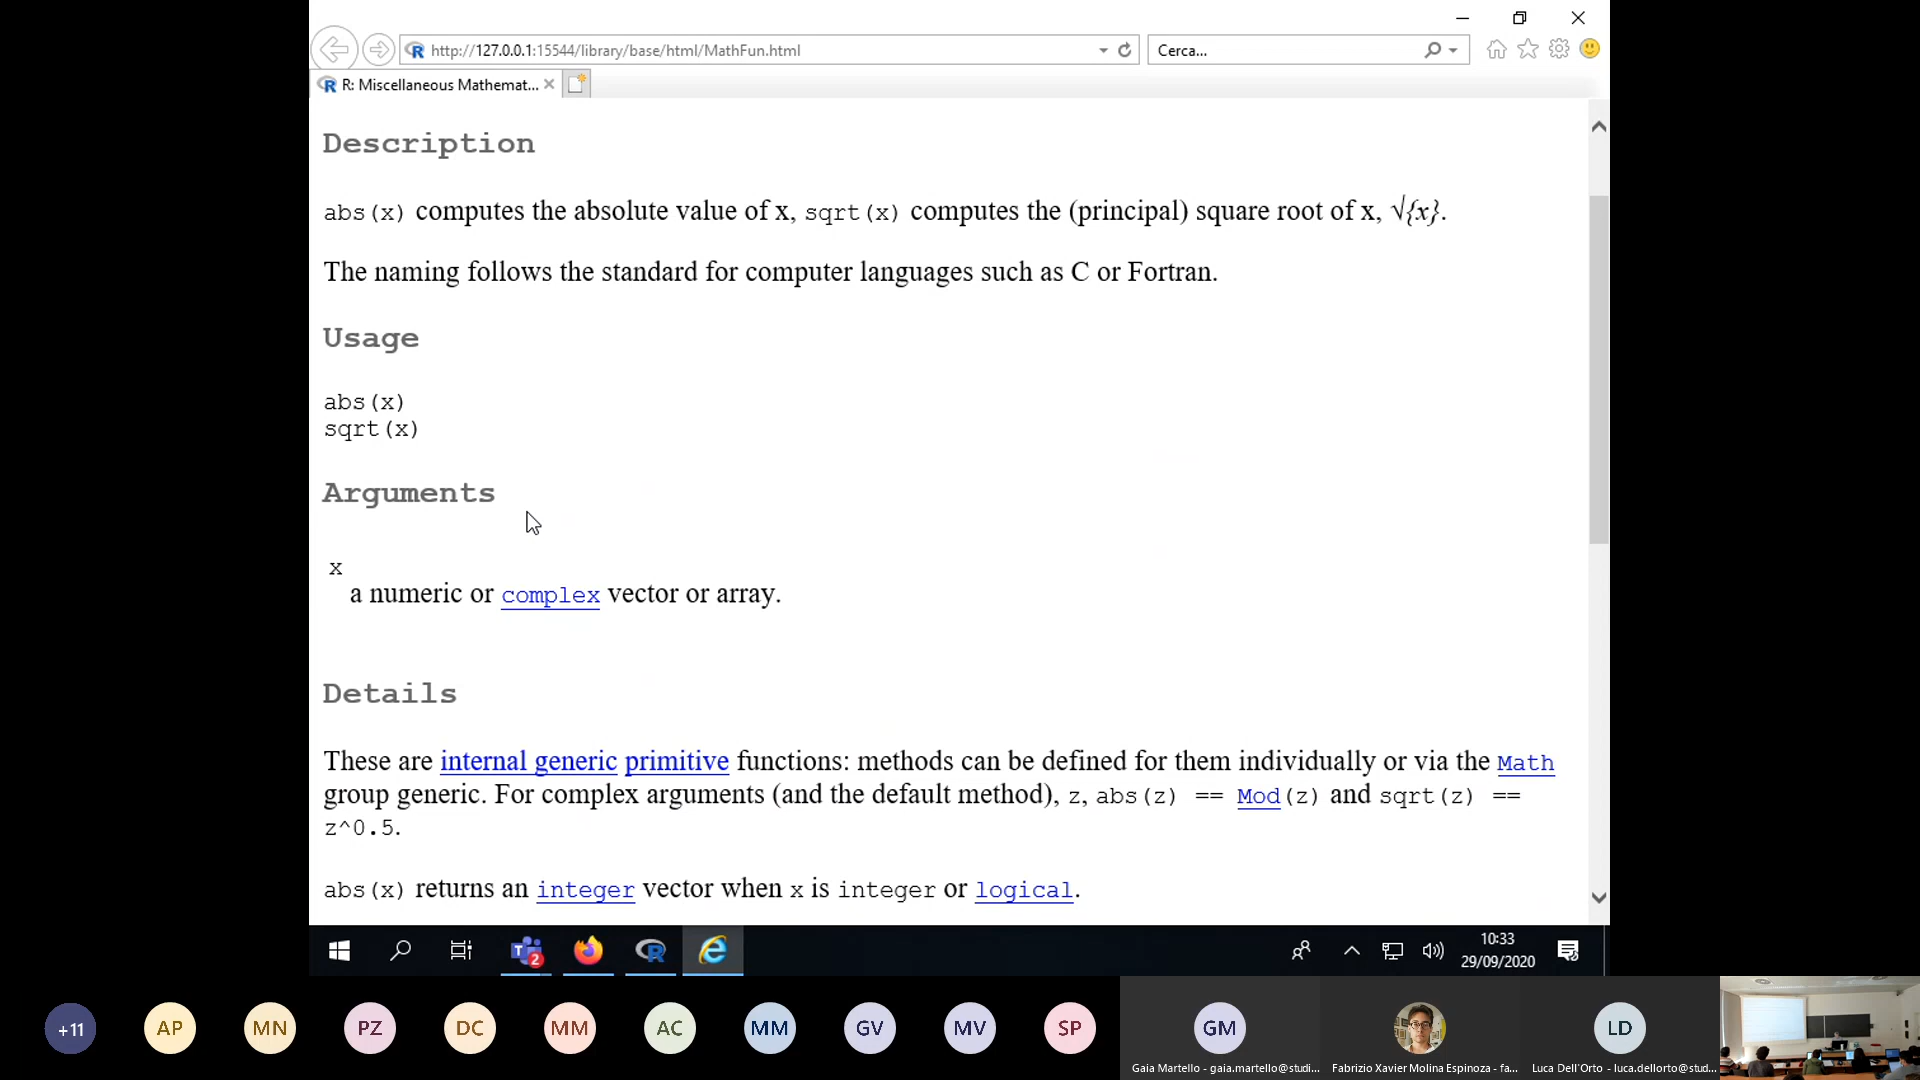 http://127.0.0.1:15544/library/base/html/MathFun.html
Cerca...
R: Miscellaneous Mathemat...
Description
abs(x) computes the absolute value of x, sqrt(x) computes the (principal) square root of x, √{x}.
The naming follows the standard for computer languages such as C or Fortran.
Usage
abs(x)
sqrt(x)
Arguments
x
a numeric or complex vector or array.
Details
These are internal generic primitive functions: methods can be defined for them individually or via the Math
group generic. For complex arguments (and the default method), z, abs(z) == Mod(z) and sqrt(z) ==
z^0.5.
abs(x) returns an integer vector when x is integer or logical.
2
10:33
29/09/2020
+11
AP
MN
PZ
DC
MM
AC
MM
GV
MV
SP
GM
LD
Gaia Martello - gaia.martello@studi...
Fabrizio Xavier Molina Espinoza - fa...
Luca Dell'Orto - luca.dellorto@stud...